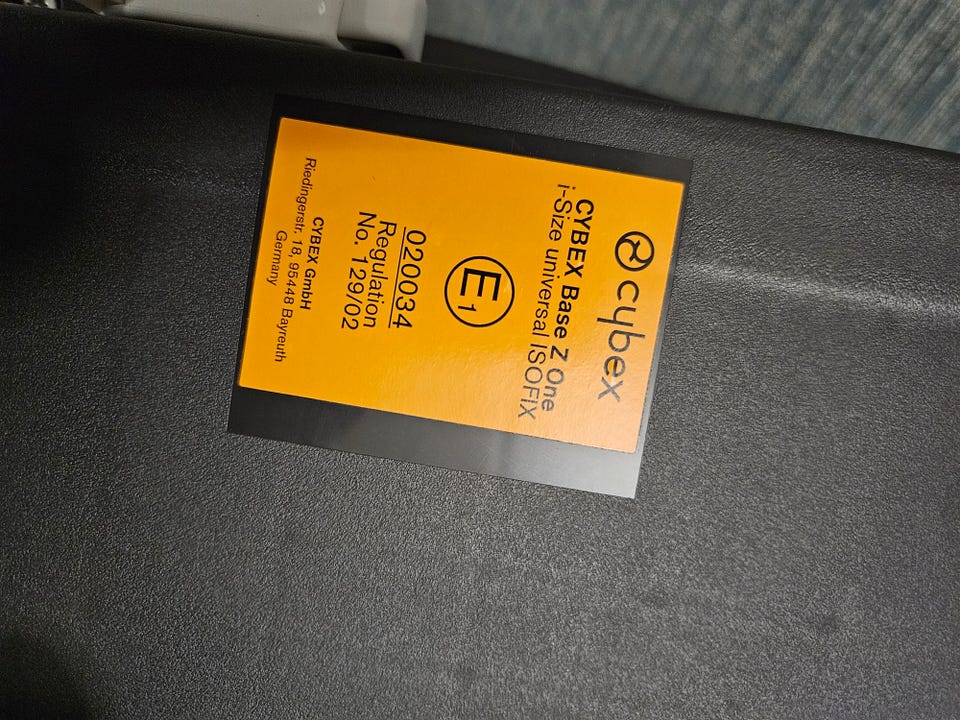 cybex
CYBEX Base Z One
i-Size universal ISOFIX
E1
020034
Regulation
No. 129/02
CYBEX GmbH
Riedingerstr. 18, 95448 Bayreuth
Germany